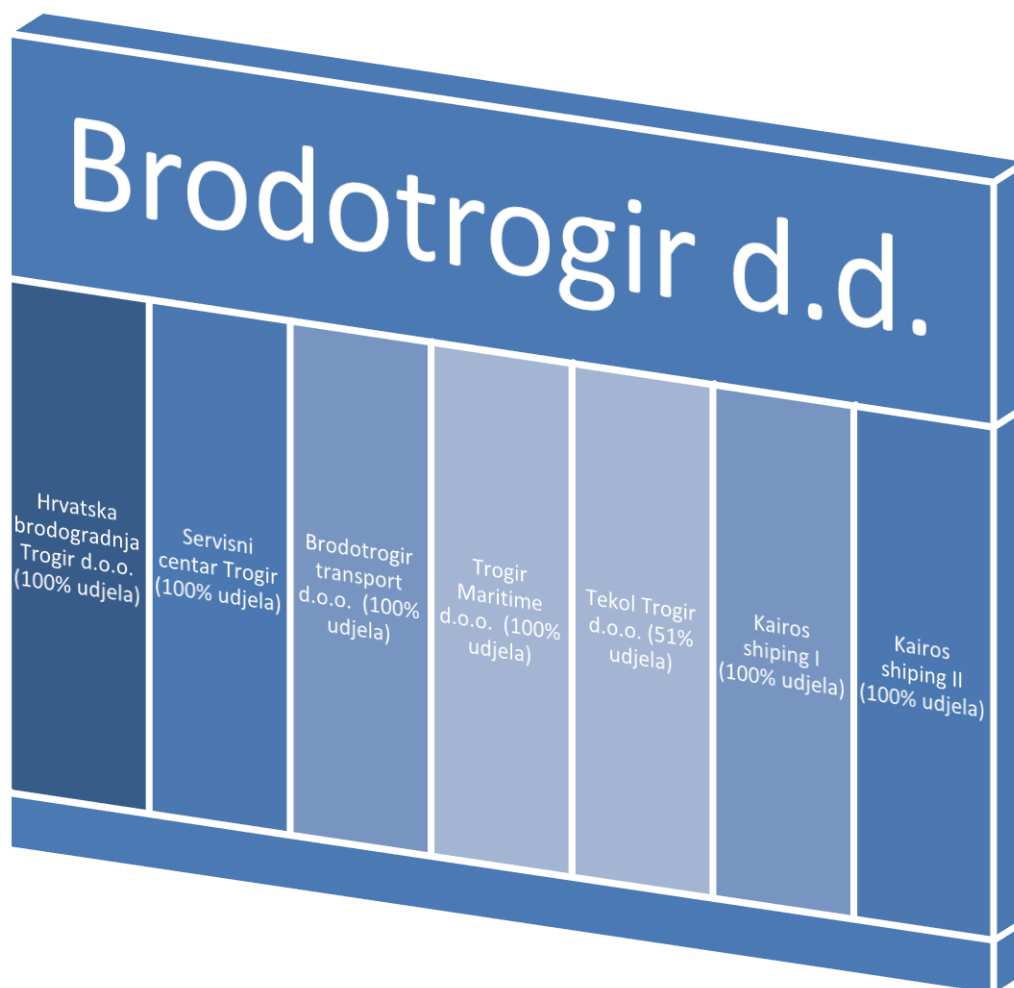 Brodotrogir d.d.
Hrvatska
brodogradnja
Trogir d.o.o.
(100% udjela)
Servisni
centar Trogir
(100% udjela)
Brodotrogir
transport
d.o.o.  (100%
udjela)
Trogir
Maritime
d.o.o.  (100%
udjela)
Tekol Trogir
d.o.o. (51%
udjela)
Kairos
shiping I
(100% udjela)
Kairos
shiping II
(100% udjela)